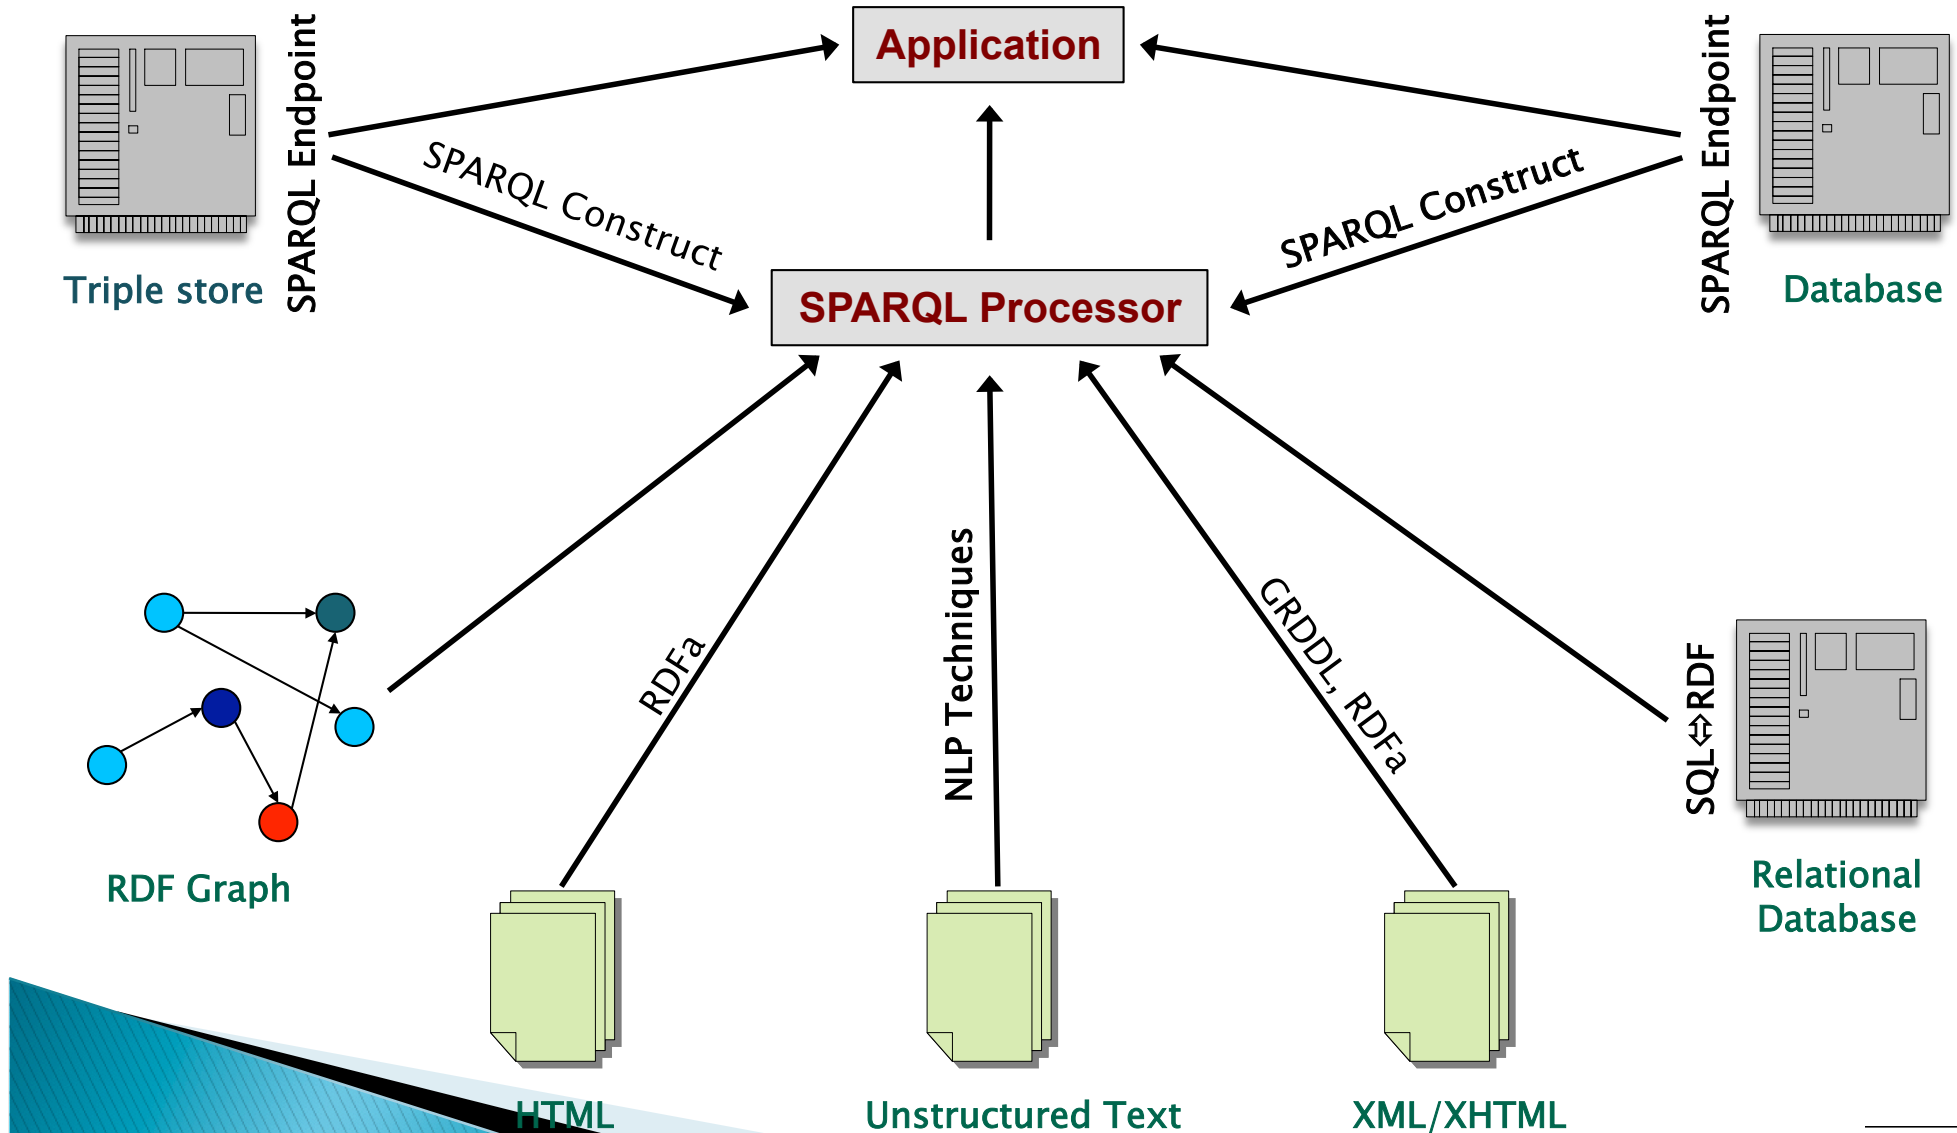 Application
SPARQL Endpoint
SPARQL Endpoint
SPARQL Construct
SPARQL Construct
Triple store
Database
SPARQL Processor
RDFa
NLP Techniques
GRDDL, RDFa
SQL⇔RDF
RDF Graph
Relational
Database
HTML
Unstructured Text
XML/XHTML